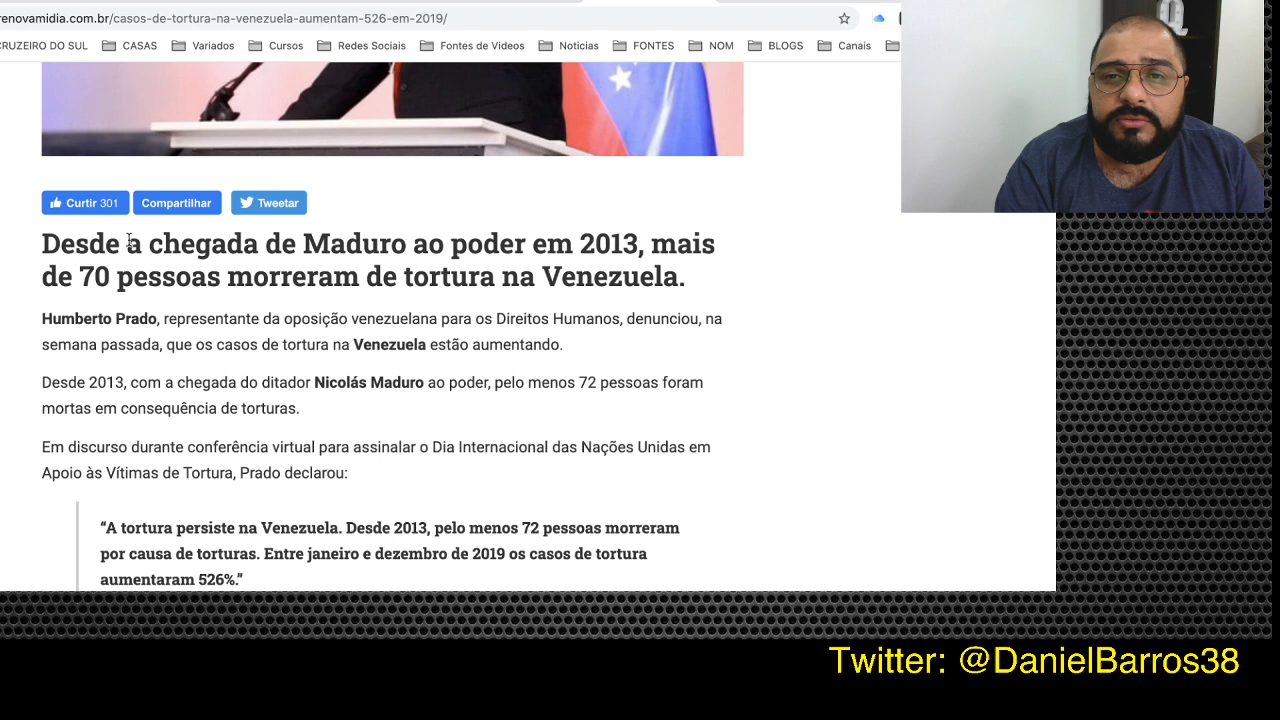 renovamidia.com.br/casos-de-tortura-na-venezuela-aumentam-526-em-2019/
CRUZEIRO DO SUL CASAS Variados Cursos Redes Sociais Fontes de Videos Noticias FONTES NOM BLOGS Canais
Curtir 301 Compartilhar Tweetar
Desde a chegada de Maduro ao poder em 2013, mais
de 70 pessoas morreram de tortura na Venezuela.
Humberto Prado, representante da oposição venezuelana para os Direitos Humanos, denunciou, na
semana passada, que os casos de tortura na Venezuela estão aumentando.
Desde 2013, com a chegada do ditador Nicolás Maduro ao poder, pelo menos 72 pessoas foram
mortas em consequência de torturas.
Em discurso durante conferência virtual para assinalar o Dia Internacional das Nações Unidas em
Apoio às Vítimas de Tortura, Prado declarou:
“A tortura persiste na Venezuela. Desde 2013, pelo menos 72 pessoas morreram
por causa de torturas. Entre janeiro e dezembro de 2019 os casos de tortura
aumentaram 526%.”
Twitter: @DanielBarros38